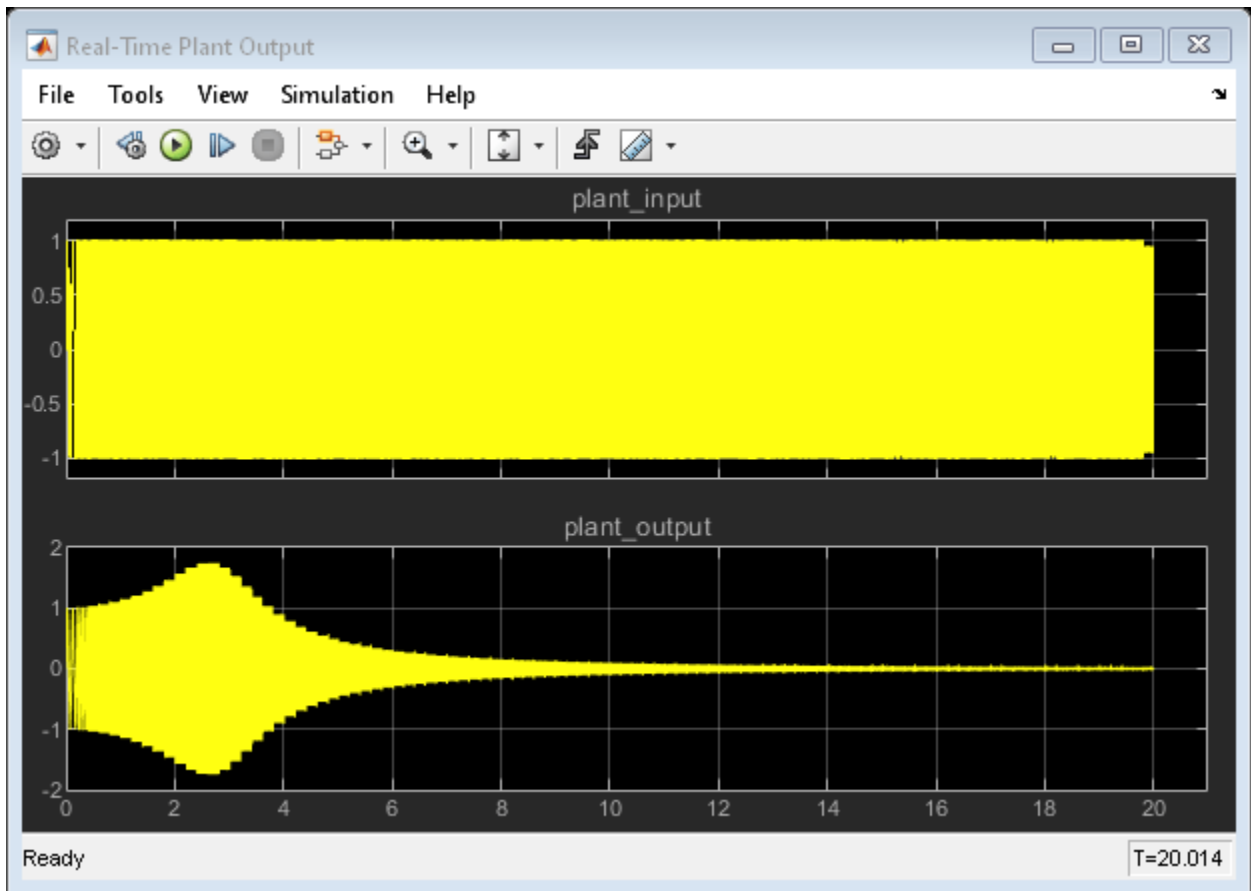 Real-Time Plant Output
File Tools View Simulation Help
plant_input
1
0.5
0
-0.5
-1
plant_output
2
1
0
-1
-2
0 2 4 6 8 10 12 14 16 18 20
Ready T=20.014